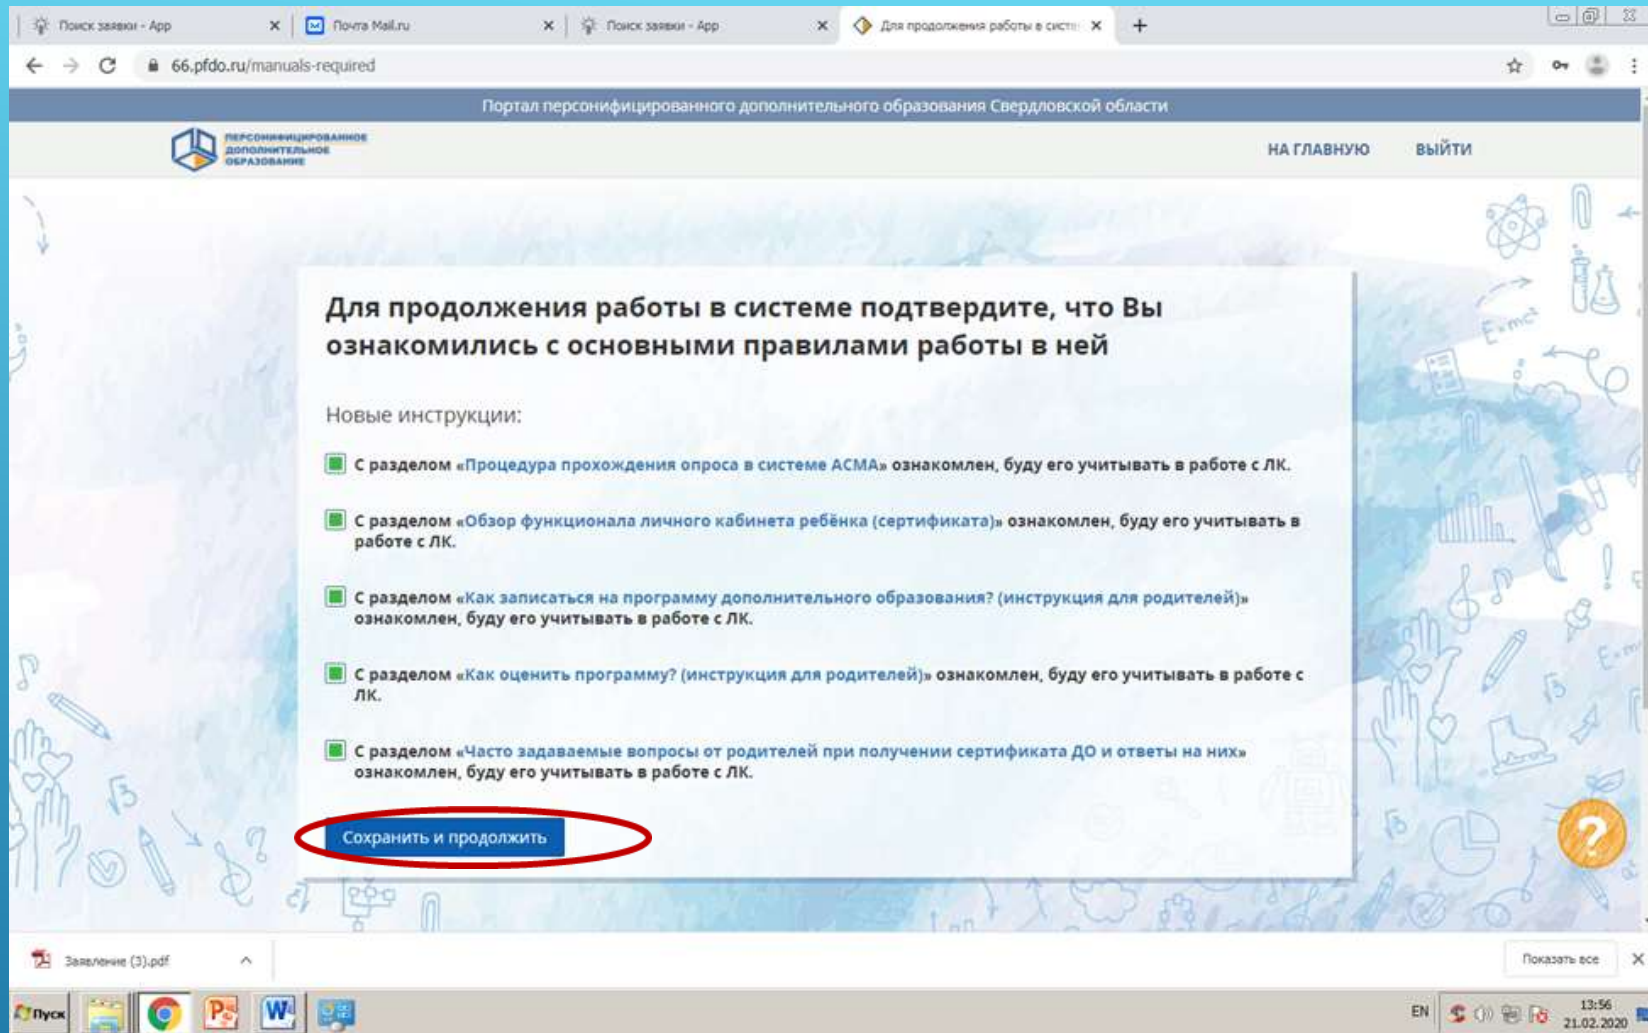 Поиск заявки - App
Почта Mail.ru
Поиск заявки - App
Для продолжения работы в систе
66.pfdo.ru/manuals-required
Портал персонифицированного дополнительного образования Свердловской области
ПЕРСОНИФИЦИРОВАННОЕ
ДОПОЛНИТЕЛЬНОЕ
ОБРАЗОВАНИЕ
НА ГЛАВНУЮ
ВЫЙТИ
Для продолжения работы в системе подтвердите, что Вы
ознакомились с основными правилами работы в ней
Новые инструкции:
С разделом «Процедура прохождения опроса в системе АСМА» ознакомлен, буду его учитывать в работе с ЛК.
С разделом «Обзор функционала личного кабинета ребёнка (сертификата)» ознакомлен, буду его учитывать в
работе с ЛК.
С разделом «Как записаться на программу дополнительного образования? (инструкция для родителей)»
ознакомлен, буду его учитывать в работе с ЛК.
С разделом «Как оценить программу? (инструкция для родителей)» ознакомлен, буду его учитывать в работе с
ЛК.
С разделом «Часто задаваемые вопросы от родителей при получении сертификата ДО и ответы на них»
ознакомлен, буду его учитывать в работе с ЛК.
Сохранить и продолжить
E=mc²
√3
√3
√3
?
Заявление (3).pdf
Показать все
Пуск
EN
13:56
21.02.2020